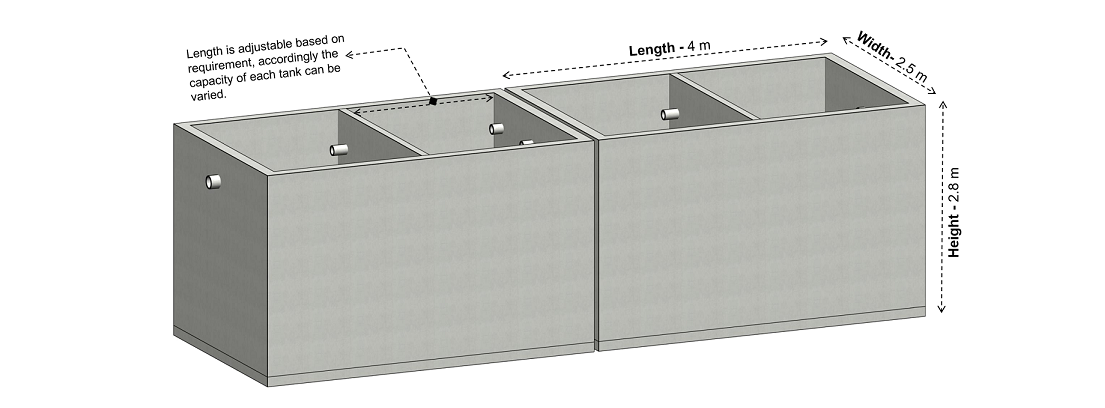 Length is adjustable based on
requirement, accordingly the
capacity of each tank can be
varied.
Length - 4 m
Width- 2.5 m
Height - 2.8 m